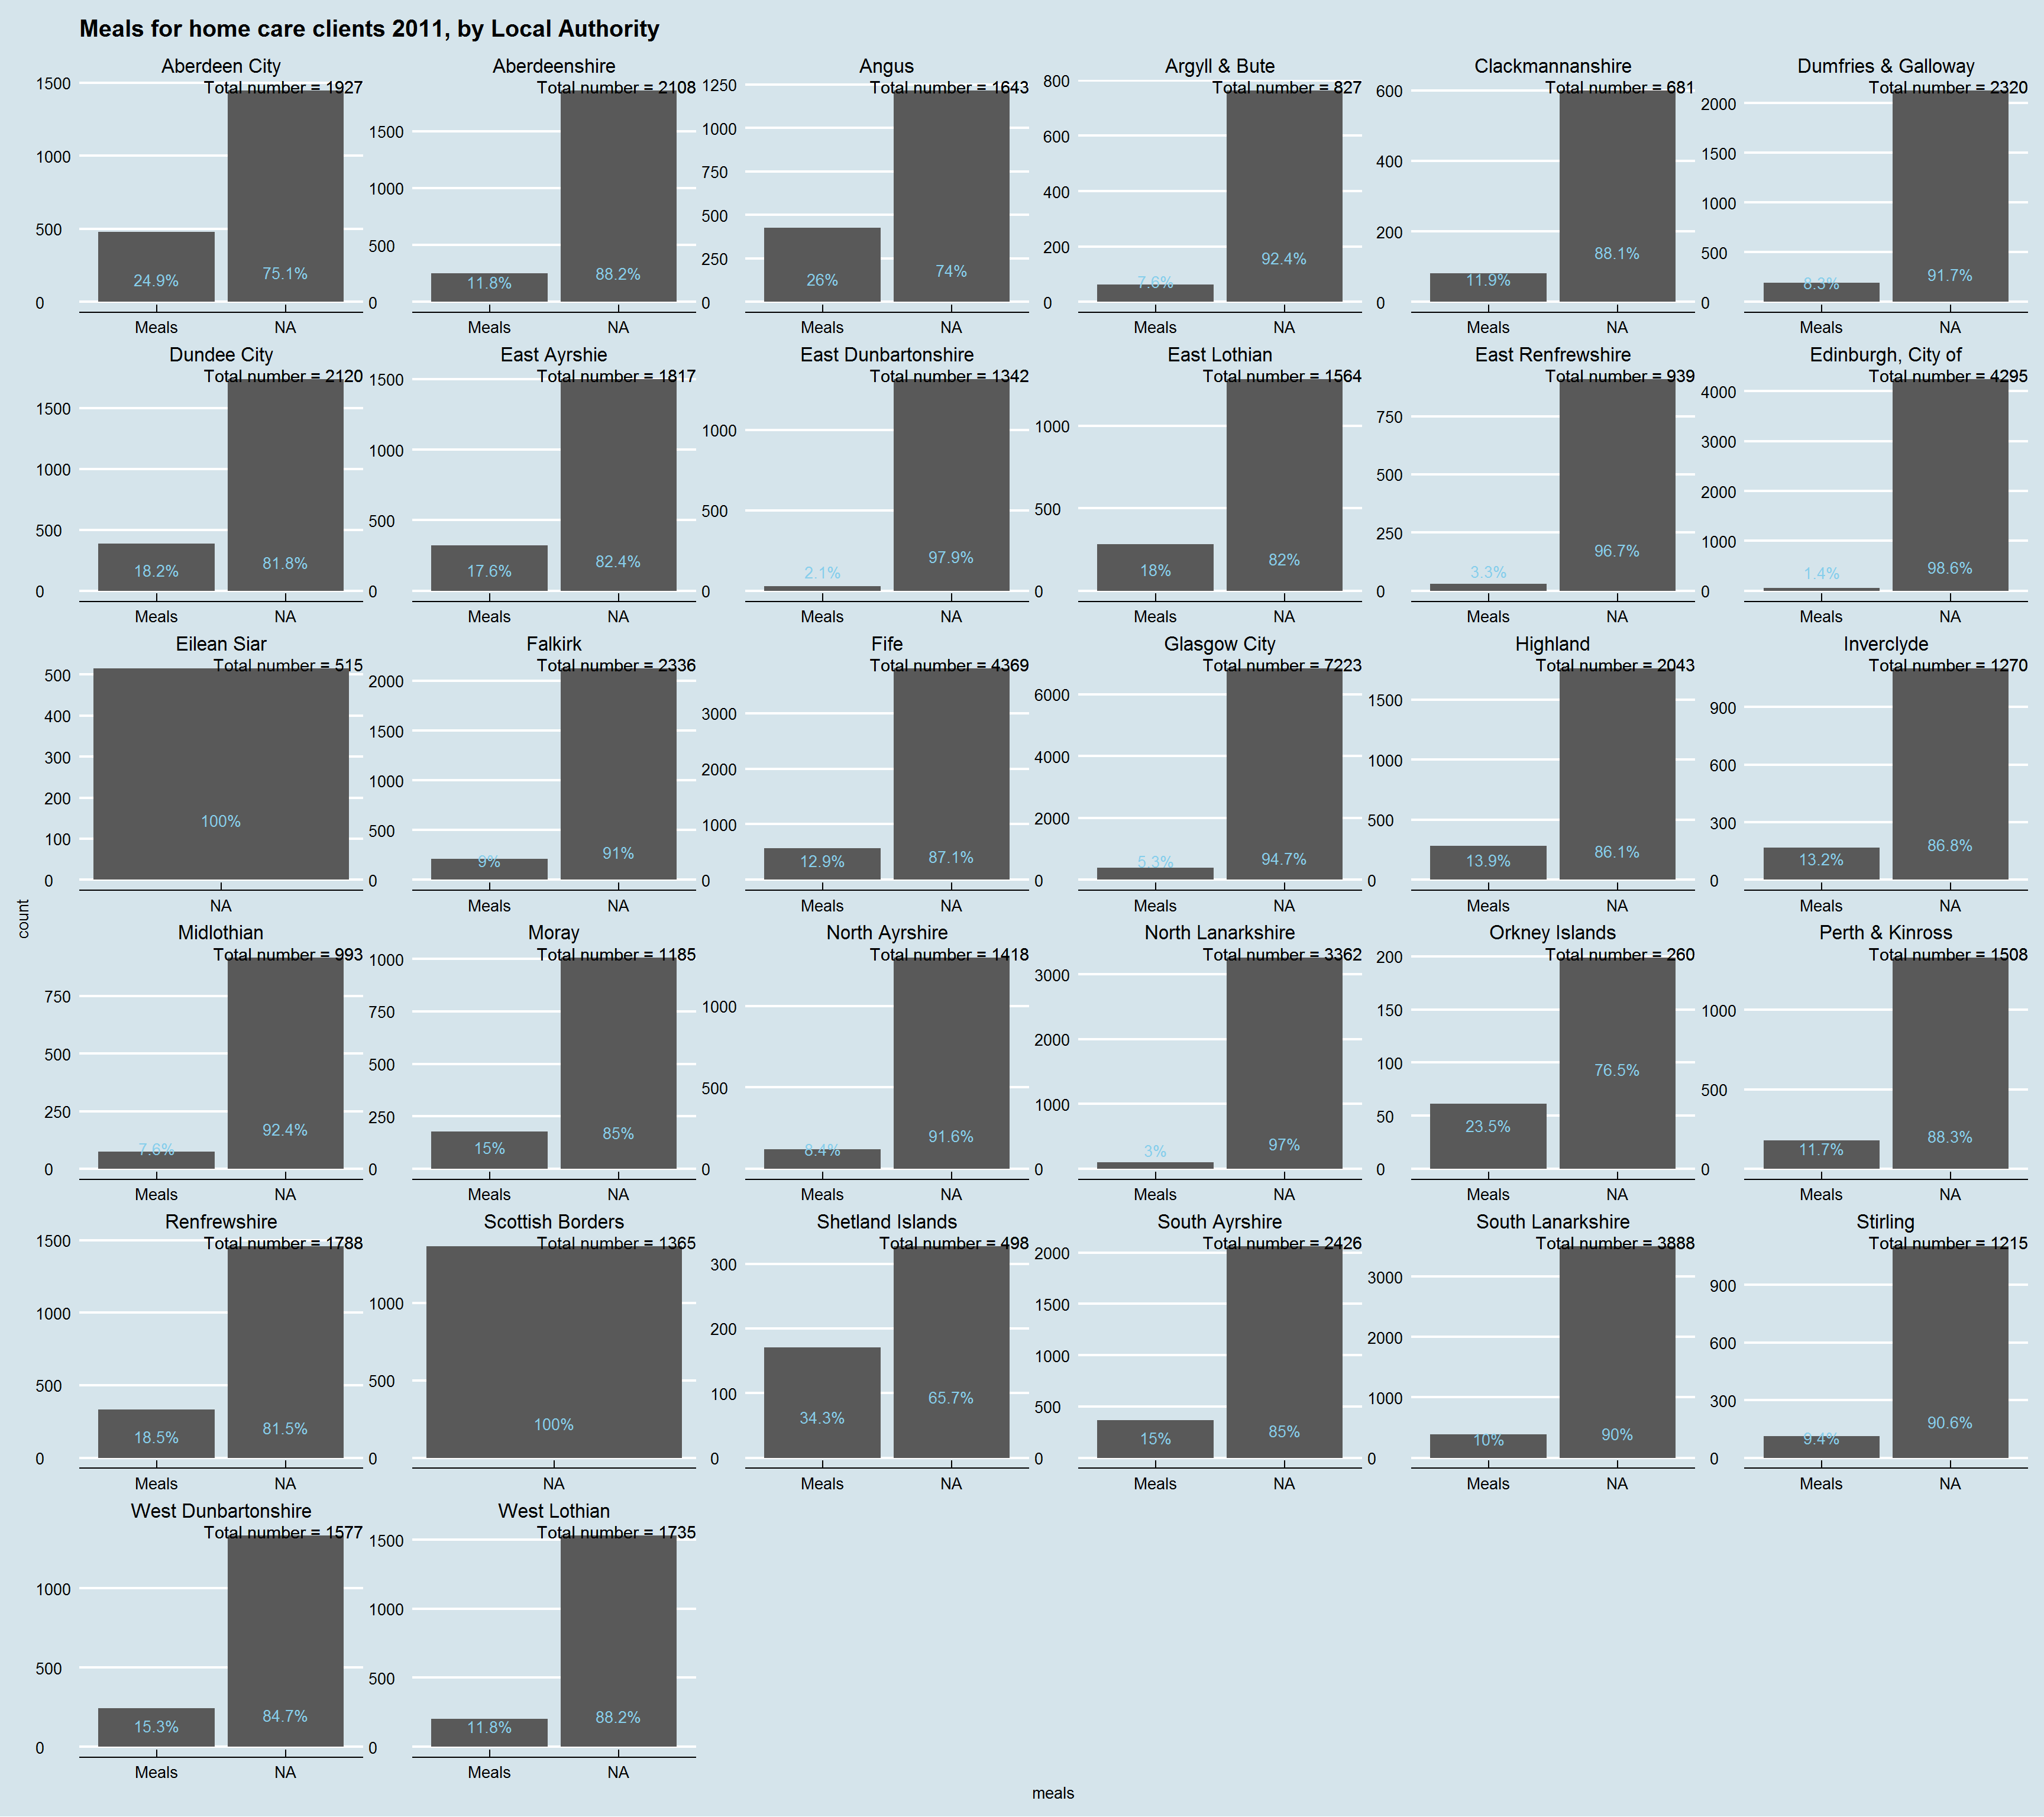 Meals for home care clients 2011, by Local Authority
Aberdeen City
Total number = 1927
1500
1000
500
0
24.9%
75.1%
Meals
NA
Aberdeenshire
Total number = 2108
1500
1000
500
0
11.8%
88.2%
Meals
NA
Angus
Total number = 1643
1250
1000
750
500
250
0
26%
74%
Meals
NA
Argyll & Bute
Total number = 827
800
600
400
200
0
7.6%
92.4%
Meals
NA
Clackmannanshire
Total number = 681
600
400
200
0
11.9%
88.1%
Meals
NA
Dumfries & Galloway
Total number = 2320
2000
1500
1000
500
0
8.3%
91.7%
Meals
NA
Dundee City
Total number = 2120
1500
1000
500
0
18.2%
81.8%
Meals
NA
East Ayrshie
Total number = 1817
1500
1000
500
0
17.6%
82.4%
Meals
NA
East Dunbartonshire
Total number = 1342
1000
500
0
2.1%
97.9%
Meals
NA
East Lothian
Total number = 1564
1000
500
0
18%
82%
Meals
NA
East Renfrewshire
Total number = 939
750
500
250
0
3.3%
96.7%
Meals
NA
Edinburgh, City of
Total number = 4295
4000
3000
2000
1000
0
1.4%
98.6%
Meals
NA
Eilean Siar
Total number = 515
500
400
300
200
100
0
100%
NA
Falkirk
Total number = 2336
2000
1500
1000
500
0
9%
91%
Meals
NA
Fife
Total number = 4369
3000
2000
1000
0
12.9%
87.1%
Meals
NA
Glasgow City
Total number = 7223
6000
4000
2000
0
5.3%
94.7%
Meals
NA
Highland
Total number = 2043
1500
1000
500
0
13.9%
86.1%
Meals
NA
Inverclyde
Total number = 1270
900
600
300
0
13.2%
86.8%
Meals
NA
count
Midlothian
Total number = 993
750
500
250
0
7.6%
92.4%
Meals
NA
Moray
Total number = 1185
1000
750
500
250
0
15%
85%
Meals
NA
North Ayrshire
Total number = 1418
1000
500
0
8.4%
91.6%
Meals
NA
North Lanarkshire
Total number = 3362
3000
2000
1000
0
3%
97%
Meals
NA
Orkney Islands
Total number = 260
200
150
100
50
0
23.5%
76.5%
Meals
NA
Perth & Kinross
Total number = 1508
1000
500
0
11.7%
88.3%
Meals
NA
Renfrewshire
Total number = 1788
1500
1000
500
0
18.5%
81.5%
Meals
NA
Scottish Borders
Total number = 1365
1000
500
0
100%
NA
Shetland Islands
Total number = 498
300
200
100
0
34.3%
65.7%
Meals
NA
South Ayrshire
Total number = 2426
2000
1500
1000
500
0
15%
85%
Meals
NA
South Lanarkshire
Total number = 3888
3000
2000
1000
0
10%
90%
Meals
NA
Stirling
Total number = 1215
900
600
300
0
9.4%
90.6%
Meals
NA
West Dunbartonshire
Total number = 1577
1000
500
0
15.3%
84.7%
Meals
NA
West Lothian
Total number = 1735
1500
1000
500
0
11.8%
88.2%
Meals
NA
meals